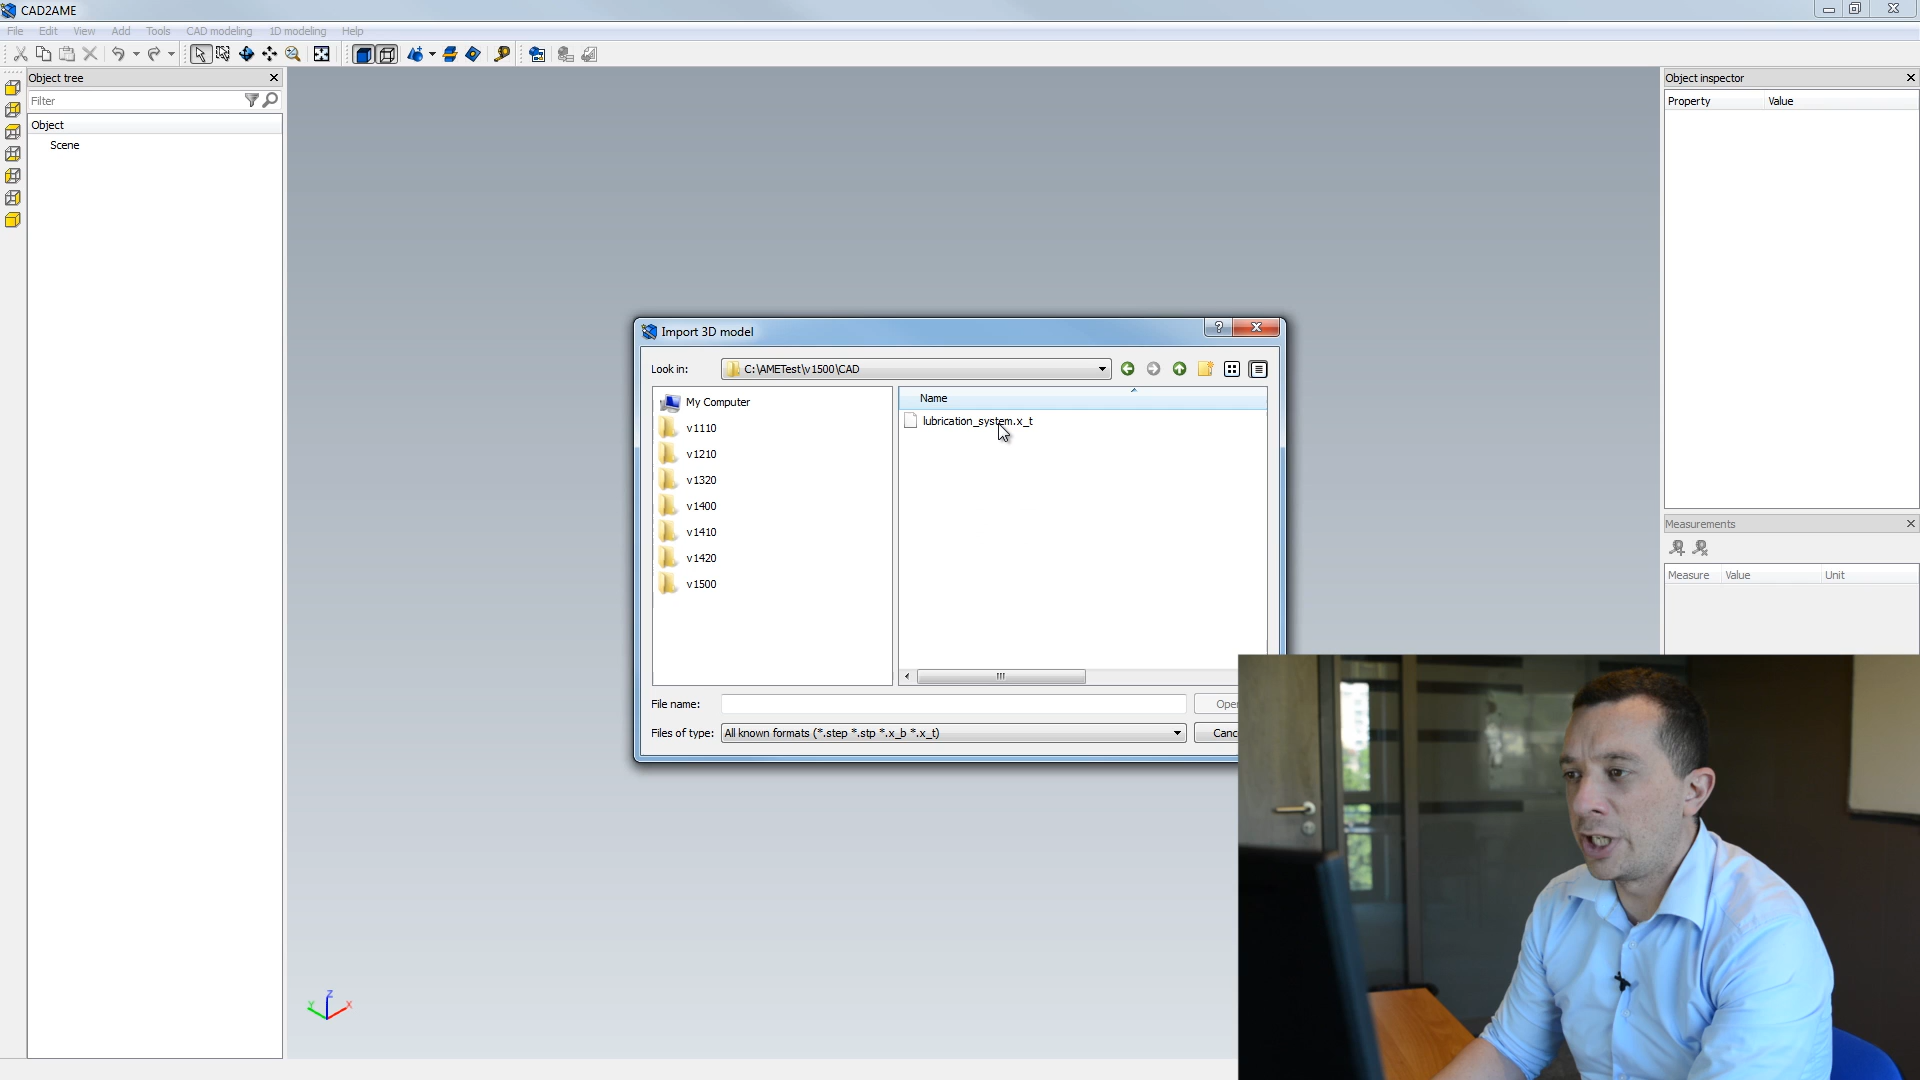 CAD2AME
File Edit View Add Tools CAD modeling 1D modeling Help
Object tree
Filter
Object
Scene
Object inspector
Property Value
Measurements
Measure Value Unit
Import 3D model
Look in: C:\AMETest\v1500\CAD
My Computer
v1110
v1210
v1320
v1400
v1410
v1420
v1500
Name
lubrication_system.x_t
File name: Open
Files of type: All known formats (*.step *.stp *.x_b *.x_t) Canc
Z
Y
X